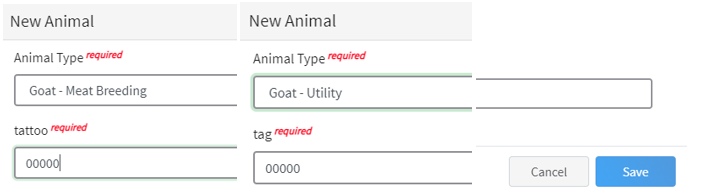 New Animal
Animal Type required
Goat - Meat Breeding
tattoo required
00000
New Animal
Animal Type required
Goat - Utility
tag required
00000
Cancel
Save